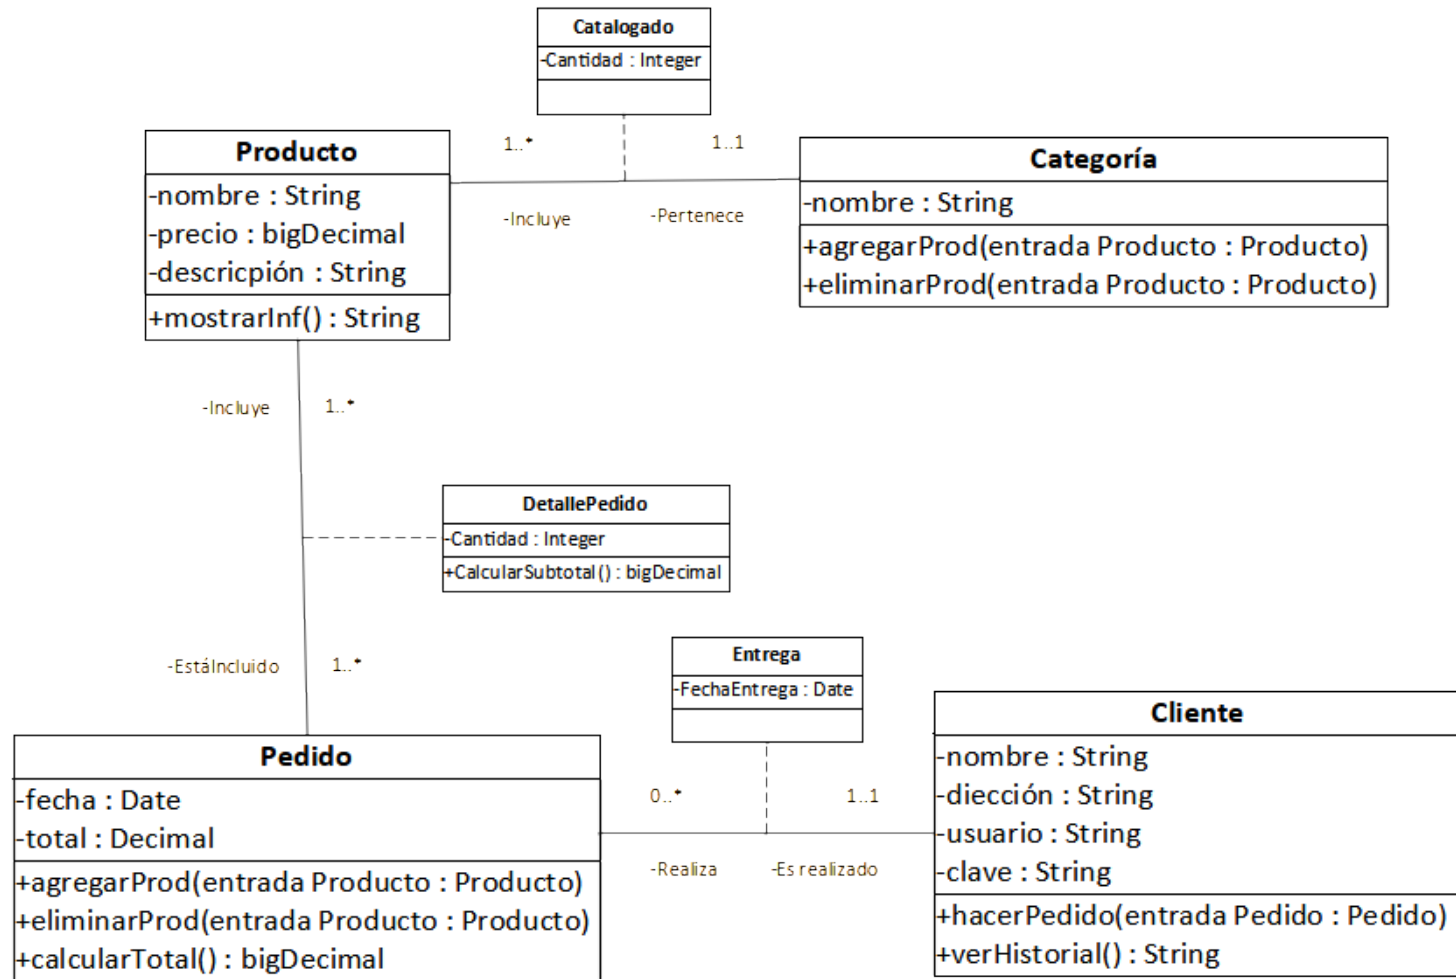 Catalogado
-Cantidad : Integer
1..*
1..1
Producto
-nombre : String
-precio : bigDecimal
-descricpión : String
+mostrarInf() : String
-Incluye
-Pertenece
Categoría
-nombre : String
+agregarProd(entrada Producto : Producto)
+eliminarProd(entrada Producto : Producto)
-Incluye
1..*
DetallePedido
-Cantidad : Integer
+CalcularSubtotal() : bigDecimal
-EstáIncluido
1..*
Entrega
-FechaEntrega : Date
Pedido
-fecha : Date
-total : Decimal
+agregarProd(entrada Producto : Producto)
+eliminarProd(entrada Producto : Producto)
+calcularTotal() : bigDecimal
0..*
1..1
-Realiza
-Es realizado
Cliente
-nombre : String
-diección : String
-usuario : String
-clave : String
+hacerPedido(entrada Pedido : Pedido)
+verHistorial() : String